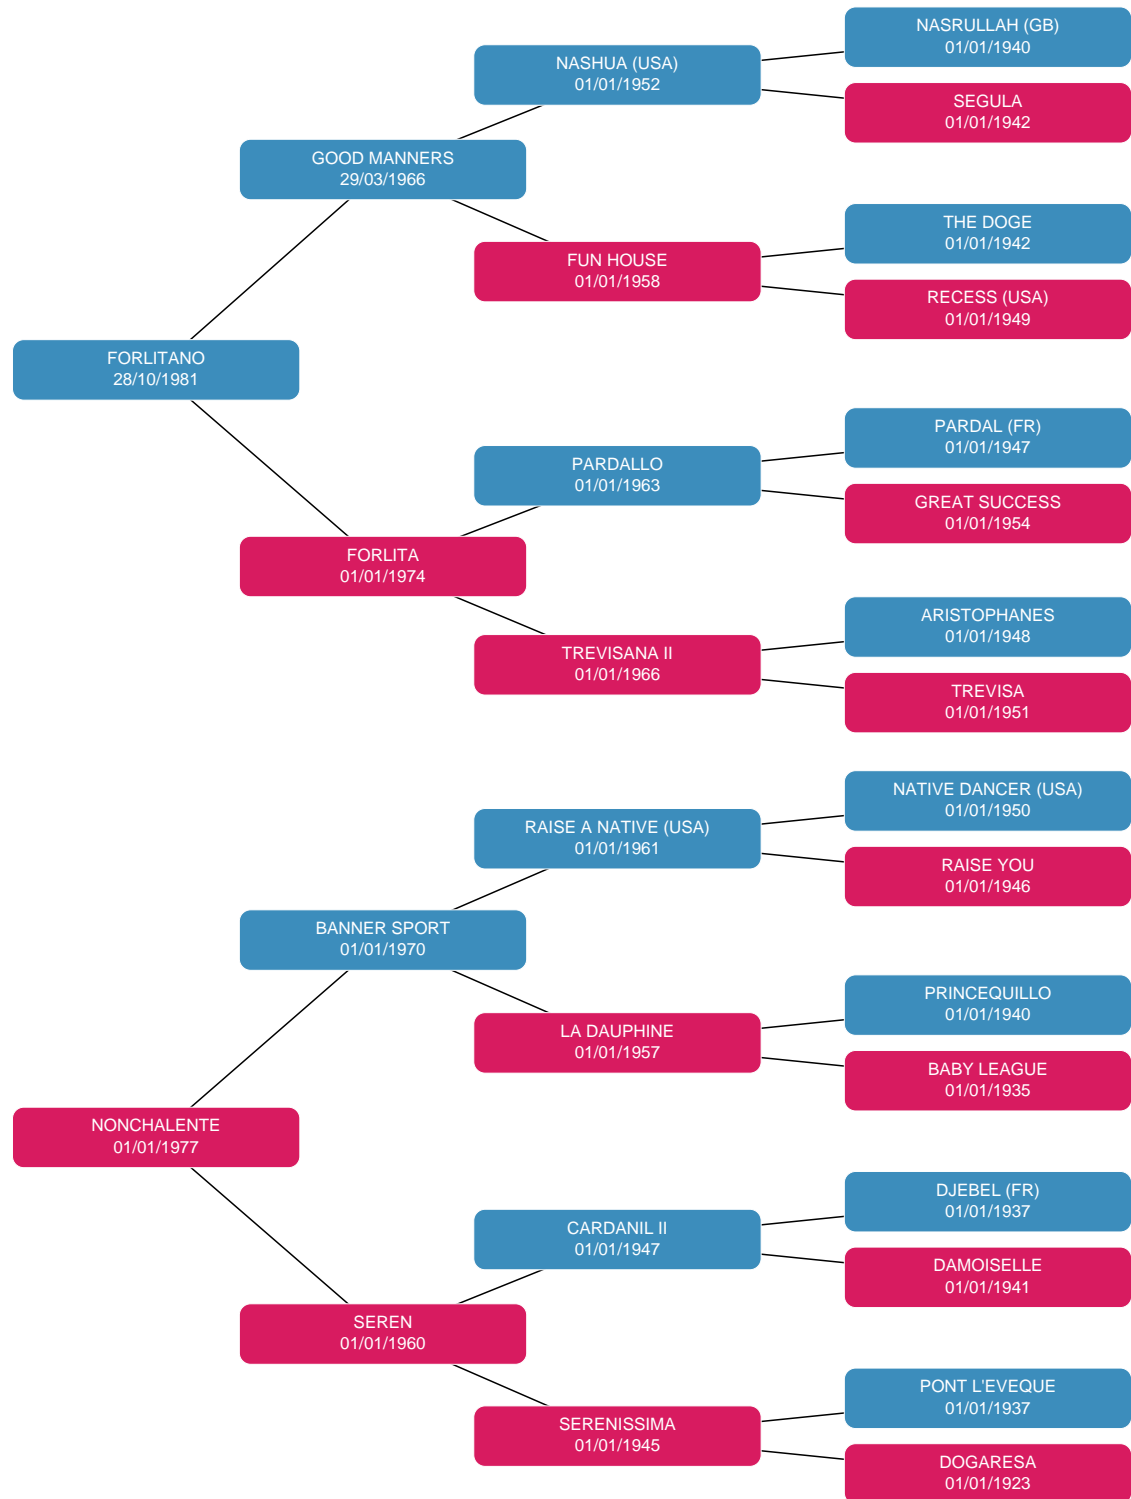 NASRULLAH (GB)
01/01/1940
NASHUA (USA)
01/01/1952
SEGULA
01/01/1942
GOOD MANNERS
29/03/1966
THE DOGE
01/01/1942
FUN HOUSE
01/01/1958
RECESS (USA)
01/01/1949
FORLITANO
28/10/1981
PARDAL (FR)
01/01/1947
PARDALLO
01/01/1963
GREAT SUCCESS
01/01/1954
FORLITA
01/01/1974
ARISTOPHANES
01/01/1948
TREVISANA II
01/01/1966
TREVISA
01/01/1951
NATIVE DANCER (USA)
01/01/1950
RAISE A NATIVE (USA)
01/01/1961
RAISE YOU
01/01/1946
BANNER SPORT
01/01/1970
PRINCEQUILLO
01/01/1940
LA DAUPHINE
01/01/1957
BABY LEAGUE
01/01/1935
NONCHALENTE
01/01/1977
DJEBEL (FR)
01/01/1937
CARDANIL II
01/01/1947
DAMOISELLE
01/01/1941
SEREN
01/01/1960
PONT L'EVEQUE
01/01/1937
SERENISSIMA
01/01/1945
DOGARESA
01/01/1923